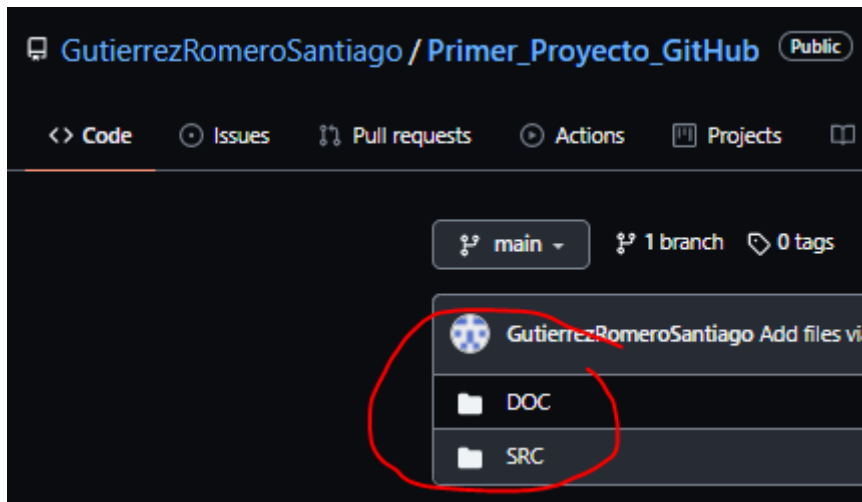 GutierrezRomeroSantiago / Primer_Proyecto_GitHub Public
<> Code Issues Pull requests Actions Projects
main 1 branch 0 tags
GutierrezRomeroSantiago Add files vi
DOC
SRC